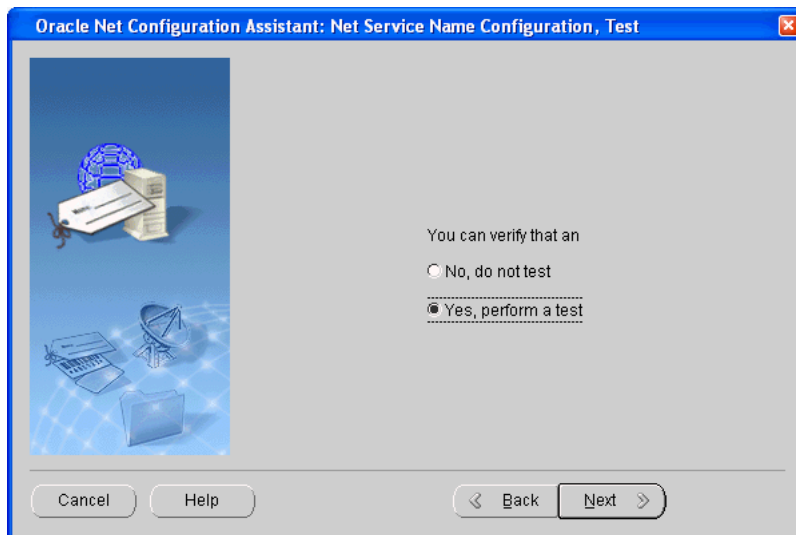 Oracle Net Configuration Assistant: Net Service Name Configuration, Test
You can verify that an
No, do not test
Yes, perform a test
Cancel
Help
Back
Next